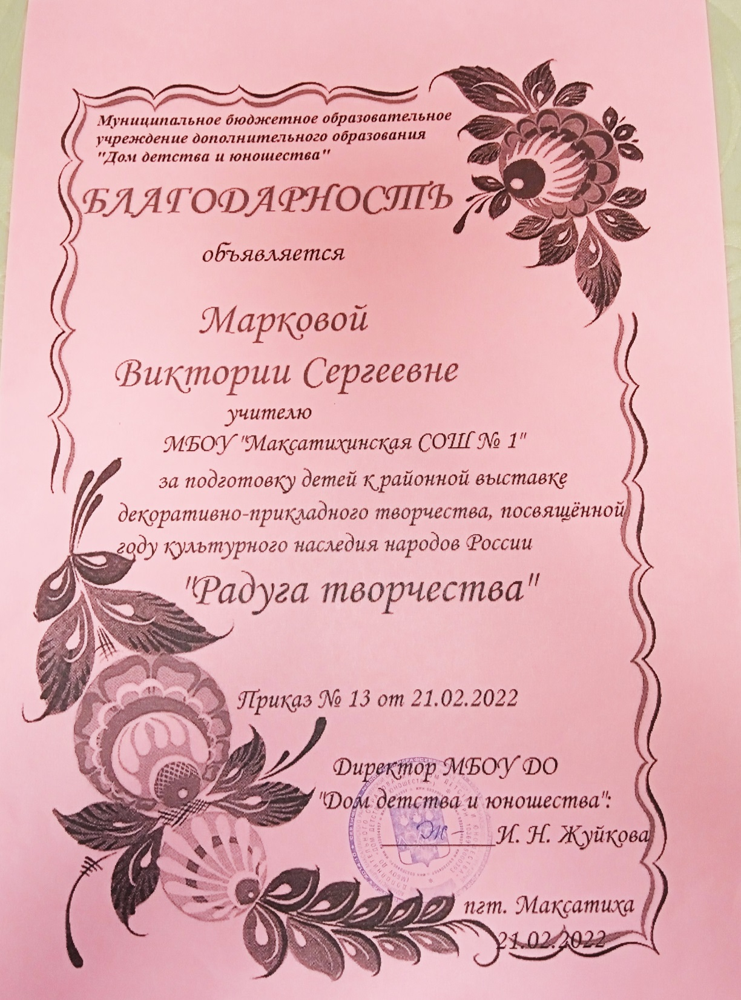 Муниципальное бюджетное образовательное
учреждение дополнительного образования
"Дом детства и юношества"
БЛАГОДАРНОСТЬ
объявляется
Марковой
Виктории Сергеевне
учителю
МБОУ "Максатихинская СОШ № 1"
за подготовку детей к районной выставке
декоративно-прикладного творчества, посвящённой
году культурного наследия народов России
"Радуга творчества"
Приказ № 13 от 21.02.2022
Директор МБОУ ДО
"Дом детства и юношества":
И. Н. Жуйкова
пгт. Максатиха
21.02.2022